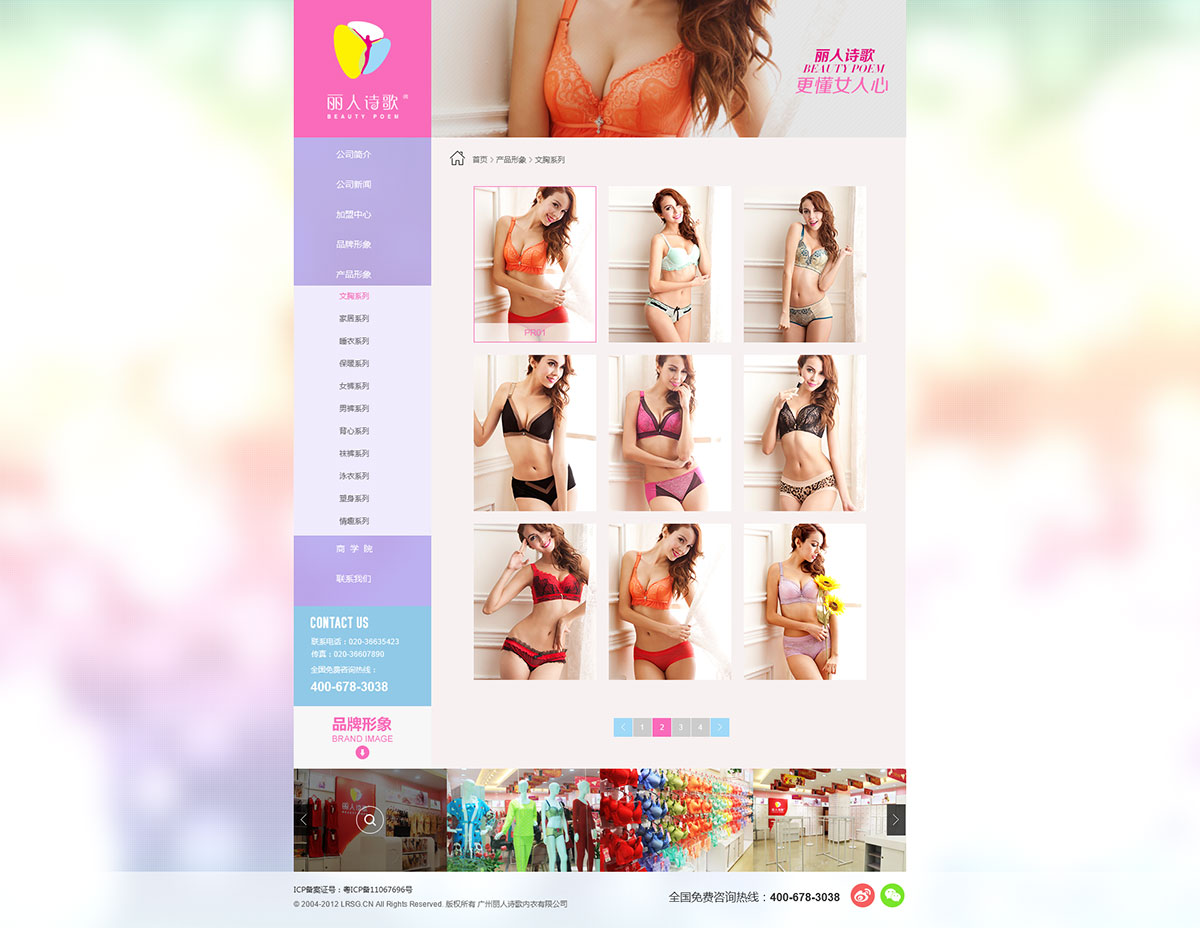 丽人诗歌
BEAUTY POEM
丽人诗歌
BEAUTY POEM
更懂女人心
公司简介
公司新闻
加盟中心
品牌形象
产品形象
文胸系列
家居系列
睡衣系列
保暖系列
女裤系列
男裤系列
背心系列
袜裤系列
泳衣系列
塑身系列
情趣系列
商 学 院
联系我们
CONTACT US
联系电话：020-36635423
传真：020-36607890
全国免费咨询热线：
400-678-3038
品牌形象
BRAND IMAGE
首页 > 产品形象 > 文胸系列
PR01
< 1 2 3 4 >
丽人诗歌
丽人诗歌
ICP备案证号：粤ICP备11067696号
© 2004-2012 LRSG.CN All Rights Reserved. 版权所有 广州丽人诗歌内衣有限公司
全国免费咨询热线：400-678-3038